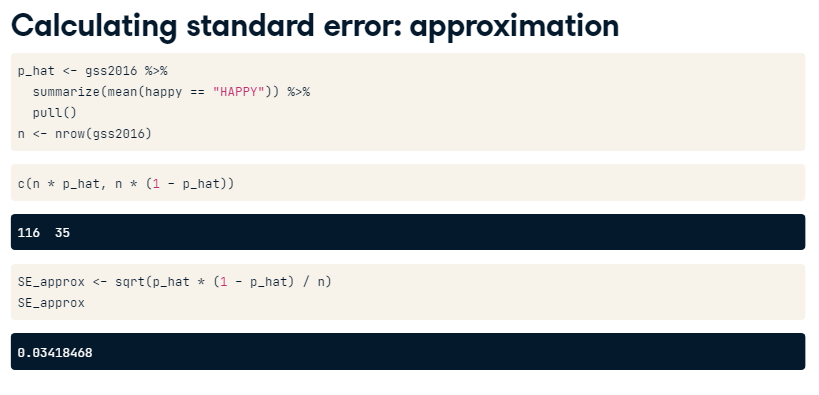 Calculating standard error: approximation
p_hat <- gss2016 %>%
  summarize(mean(happy == "HAPPY")) %>%
  pull()
n <- nrow(gss2016)
c(n * p_hat, n * (1 - p_hat))
116  35
SE_approx <- sqrt(p_hat * (1 - p_hat) / n)
SE_approx
0.03418468